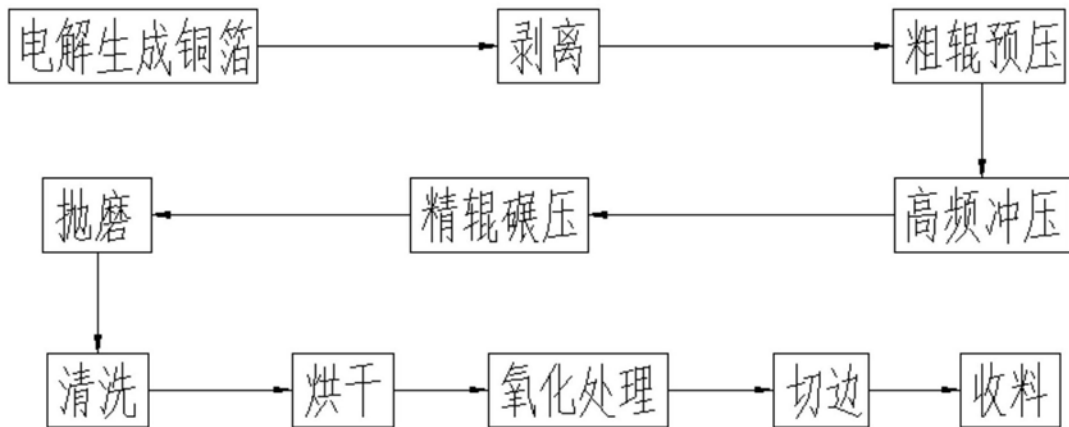 电解生成铜箔
剥离
粗辊预压
高频冲压
精辊碾压
抛磨
清洗
烘干
氧化处理
切边
收料